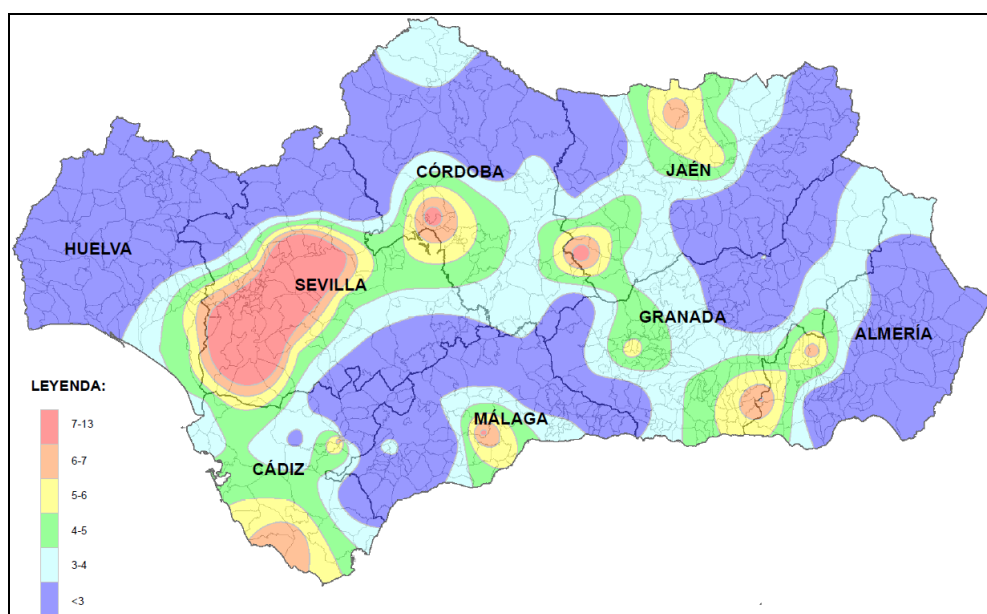 CÓRDOBA
JAÉN
HUELVA
SEVILLA
GRANADA
ALMERÍA
LEYENDA:
MÁLAGA
7-13
6-7
CÁDIZ
5-6
4-5
3-4
<3